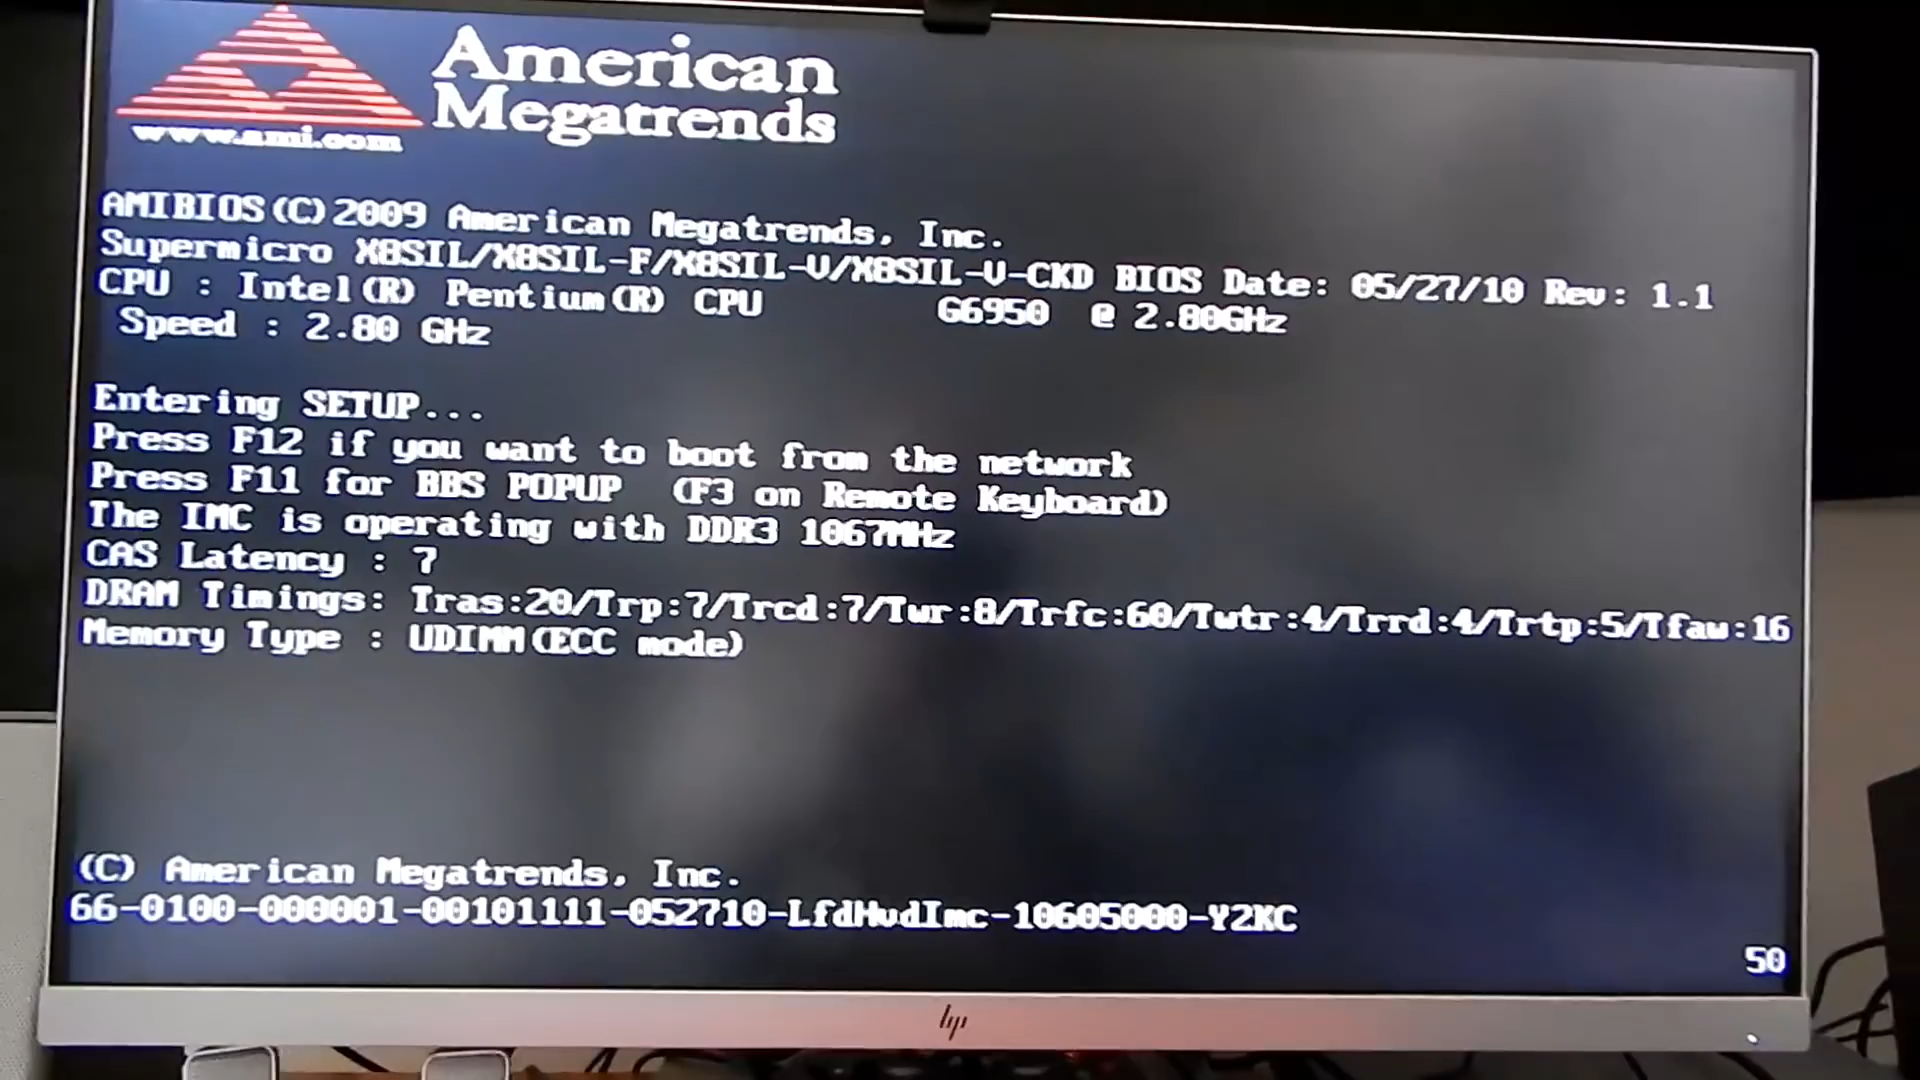 American
Megatrends
www.ami.com
AMIBIOS(C)2009 American Megatrends, Inc.
Supermicro X8SIL/X8SIL-F/X8SIL-V/X8SIL-V-CKD BIOS Date: 05/27/10 Rev: 1.1
CPU : Intel(R) Pentium(R) CPU G6950 @ 2.80GHz
Speed : 2.80 GHz
Entering SETUP...
Press F12 if you want to boot from the network
Press F11 for BBS POPUP (F3 on Remote Keyboard)
The IMC is operating with DDR3 1067MHz
CAS Latency : 7
DRAM Timings: Tras:20/Trp:7/Trcd:7/Twr:8/Trfc:60/Twtr:4/Trrd:4/Trtp:5/Tfaw:16
Memory Type : UDIMM(ECC mode)
(C) American Megatrends, Inc.
66-0100-000001-00101111-052710-LfdHvdImc-10605000-Y2KC
50
hp